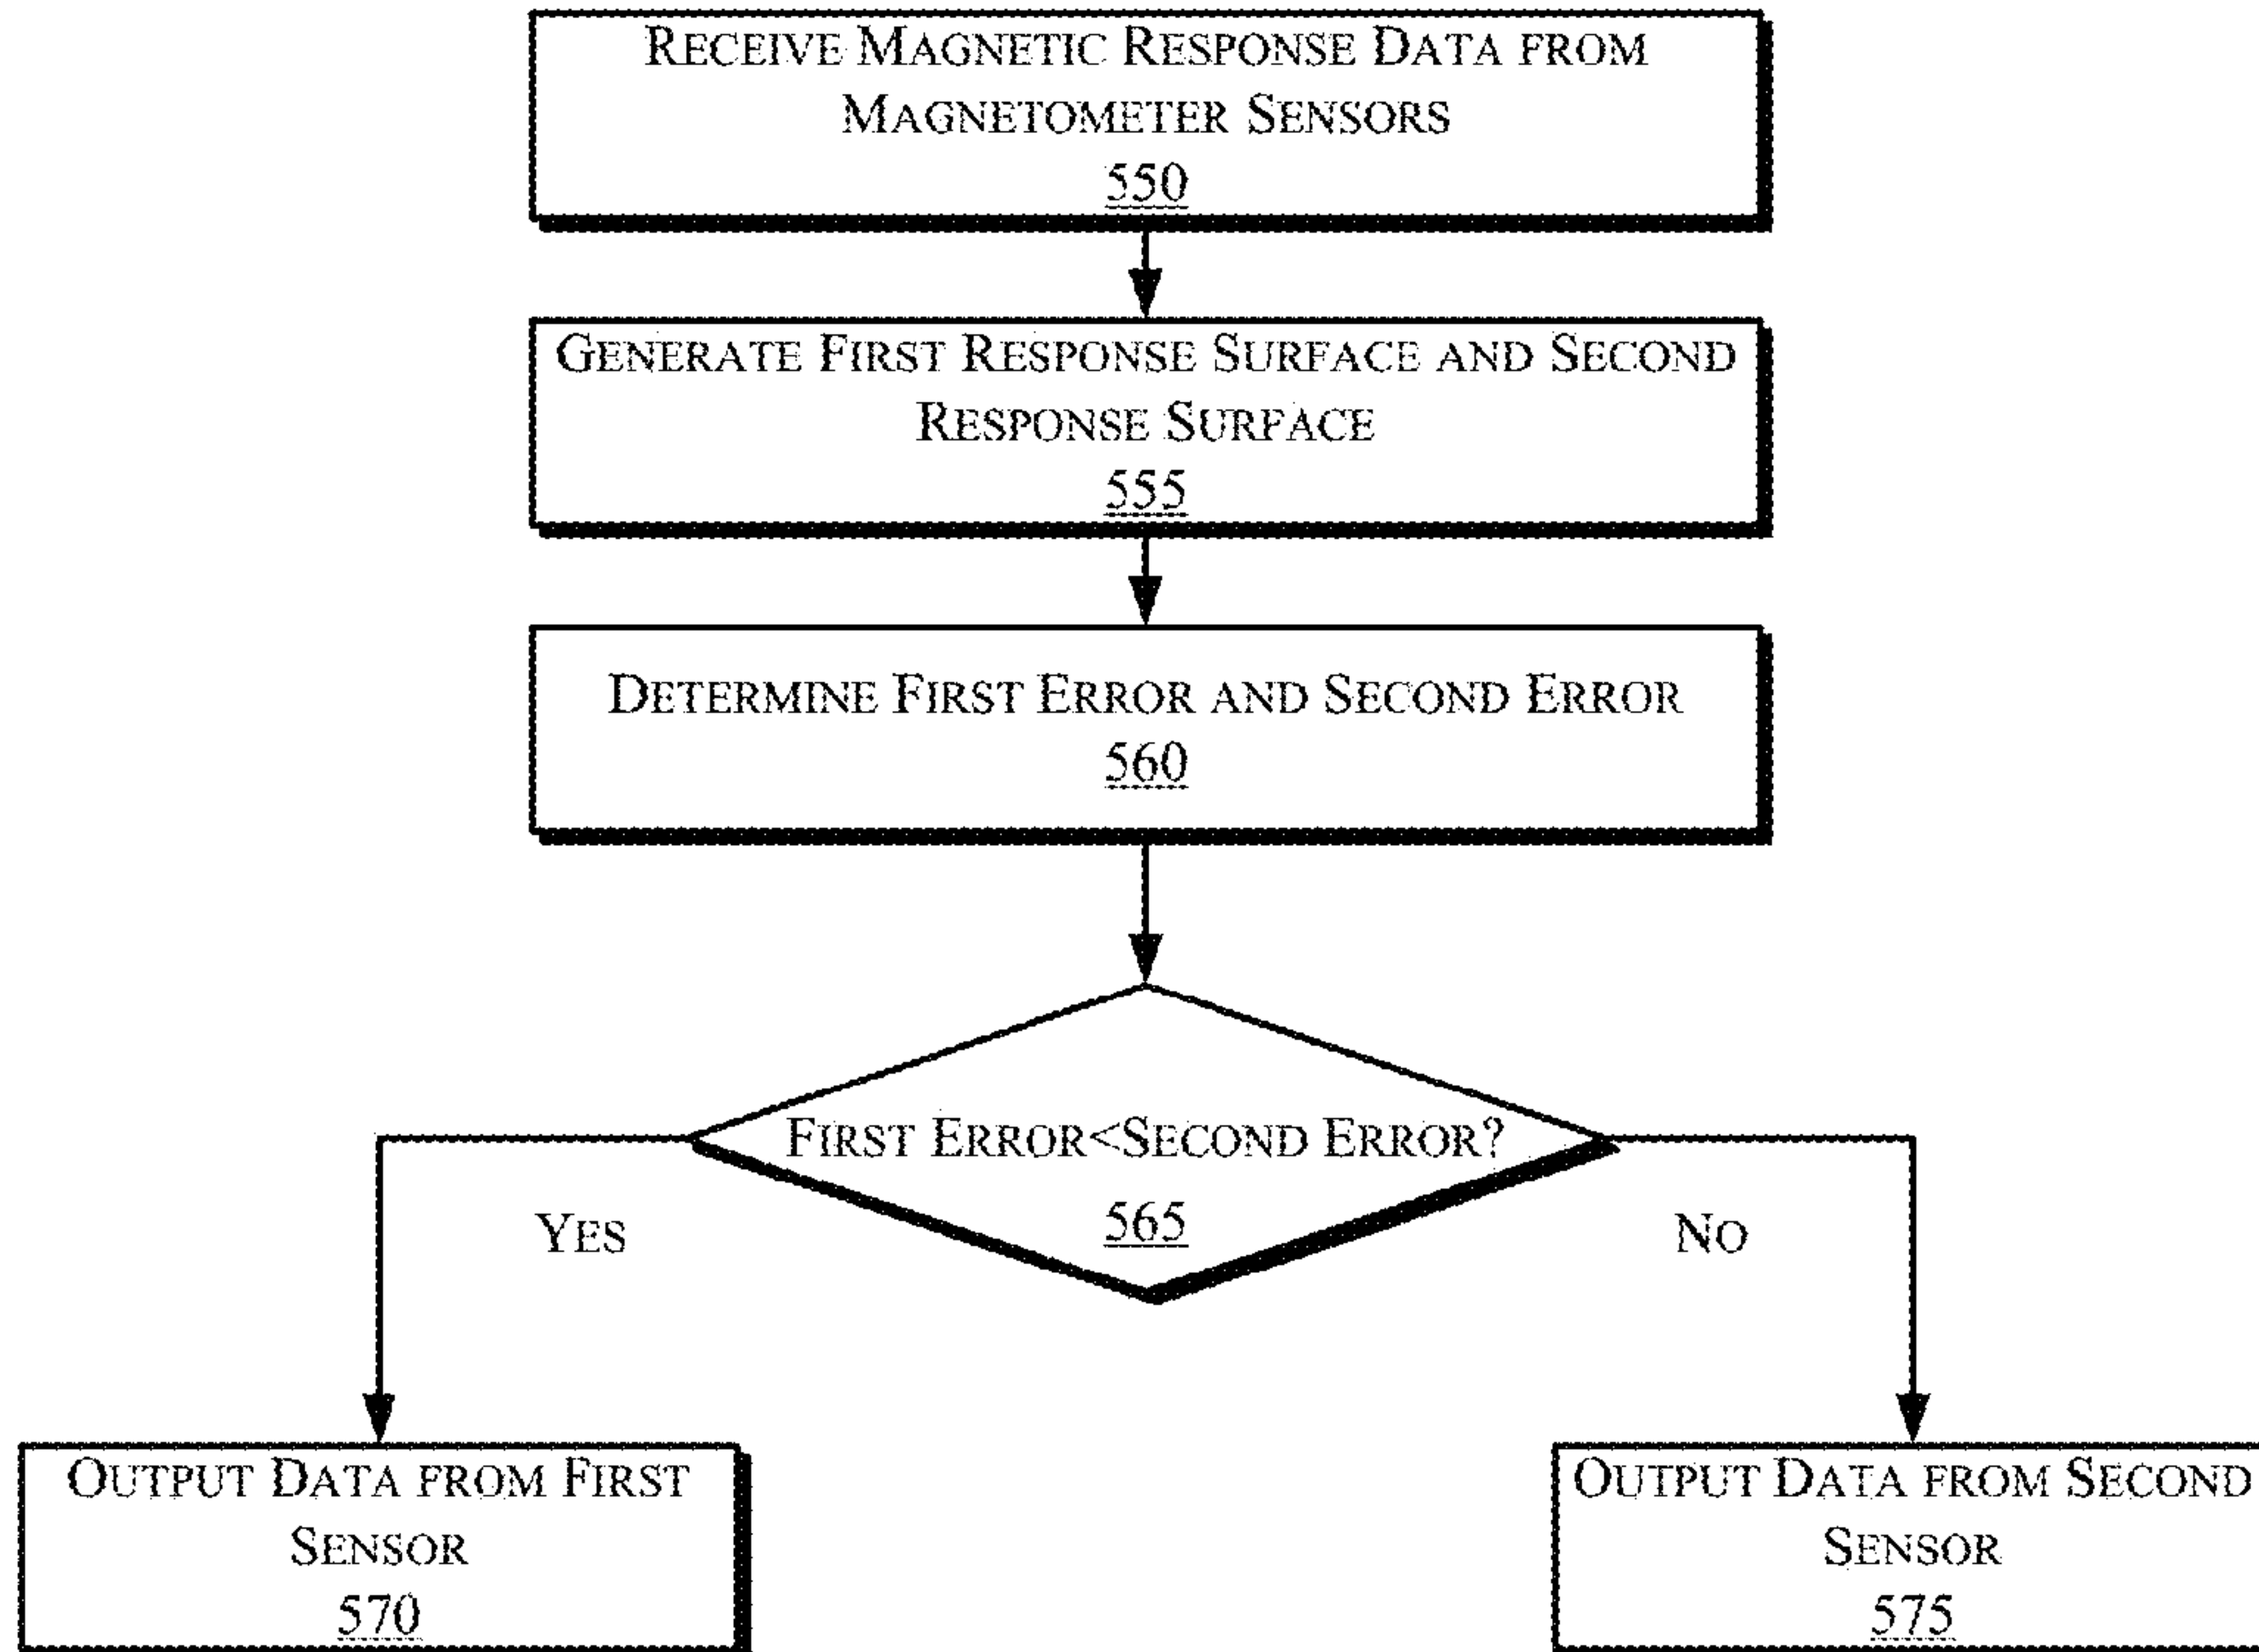 RECEIVE MAGNETIC RESPONSE DATA FROM
MAGNETOMETER SENSORS
550
GENERATE FIRST RESPONSE SURFACE AND SECOND
RESPONSE SURFACE
555
DETERMINE FIRST ERROR AND SECOND ERROR
560
FIRST ERROR<SECOND ERROR?
565
YES
NO
OUTPUT DATA FROM FIRST
SENSOR
570
OUTPUT DATA FROM SECOND
SENSOR
575